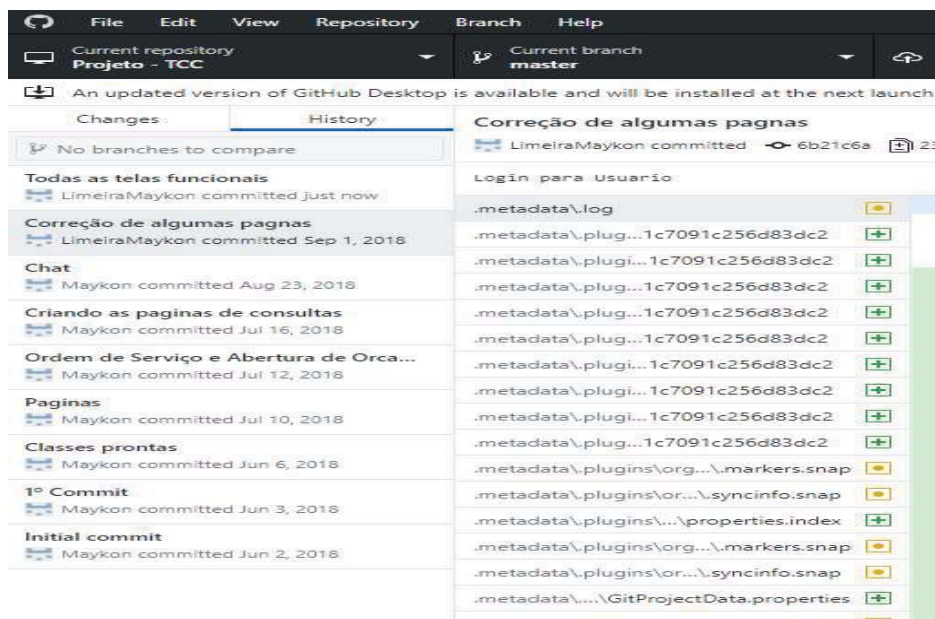 File Edit View Repository Branch Help
Current repository
Projeto - TCC
Current branch
master
An updated version of GitHub Desktop is available and will be installed at the next launch
Changes History
No branches to compare
Todas as telas funcionais
LimeiraMaykon committed just now
Correção de algumas pagnas
LimeiraMaykon committed Sep 1, 2018
Chat
Maykon committed Aug 23, 2018
Criando as paginas de consultas
Maykon committed Jul 16, 2018
Ordem de Serviço e Abertura de Orca...
Maykon committed Jul 12, 2018
Paginas
Maykon committed Jul 10, 2018
Classes prontas
Maykon committed Jun 6, 2018
1º Commit
Maykon committed Jun 3, 2018
Initial commit
Maykon committed Jun 2, 2018
Correção de algumas pagnas
LimeiraMaykon committed 6b21c6a
Login para Usuario
.metadata\.log
.metadata\.plug...1c7091c256d83dc2
.metadata\.plugi...1c7091c256d83dc2
.metadata\.plug...1c7091c256d83dc2
.metadata\.plug...1c7091c256d83dc2
.metadata\.plug...1c7091c256d83dc2
.metadata\.plugi...1c7091c256d83dc2
.metadata\.plug...1c7091c256d83dc2
.metadata\.plug...1c7091c256d83dc2
.metadata\.plug...1c7091c256d83dc2
.metadata\.plugins\org...\.markers.snap
.metadata\.plugins\or...\.syncinfo.snap
.metadata\.plugins\...\properties.index
.metadata\.plugins\org...\.markers.snap
.metadata\.plugins\or...\.syncinfo.snap
.metadata\....\GitProjectData.properties